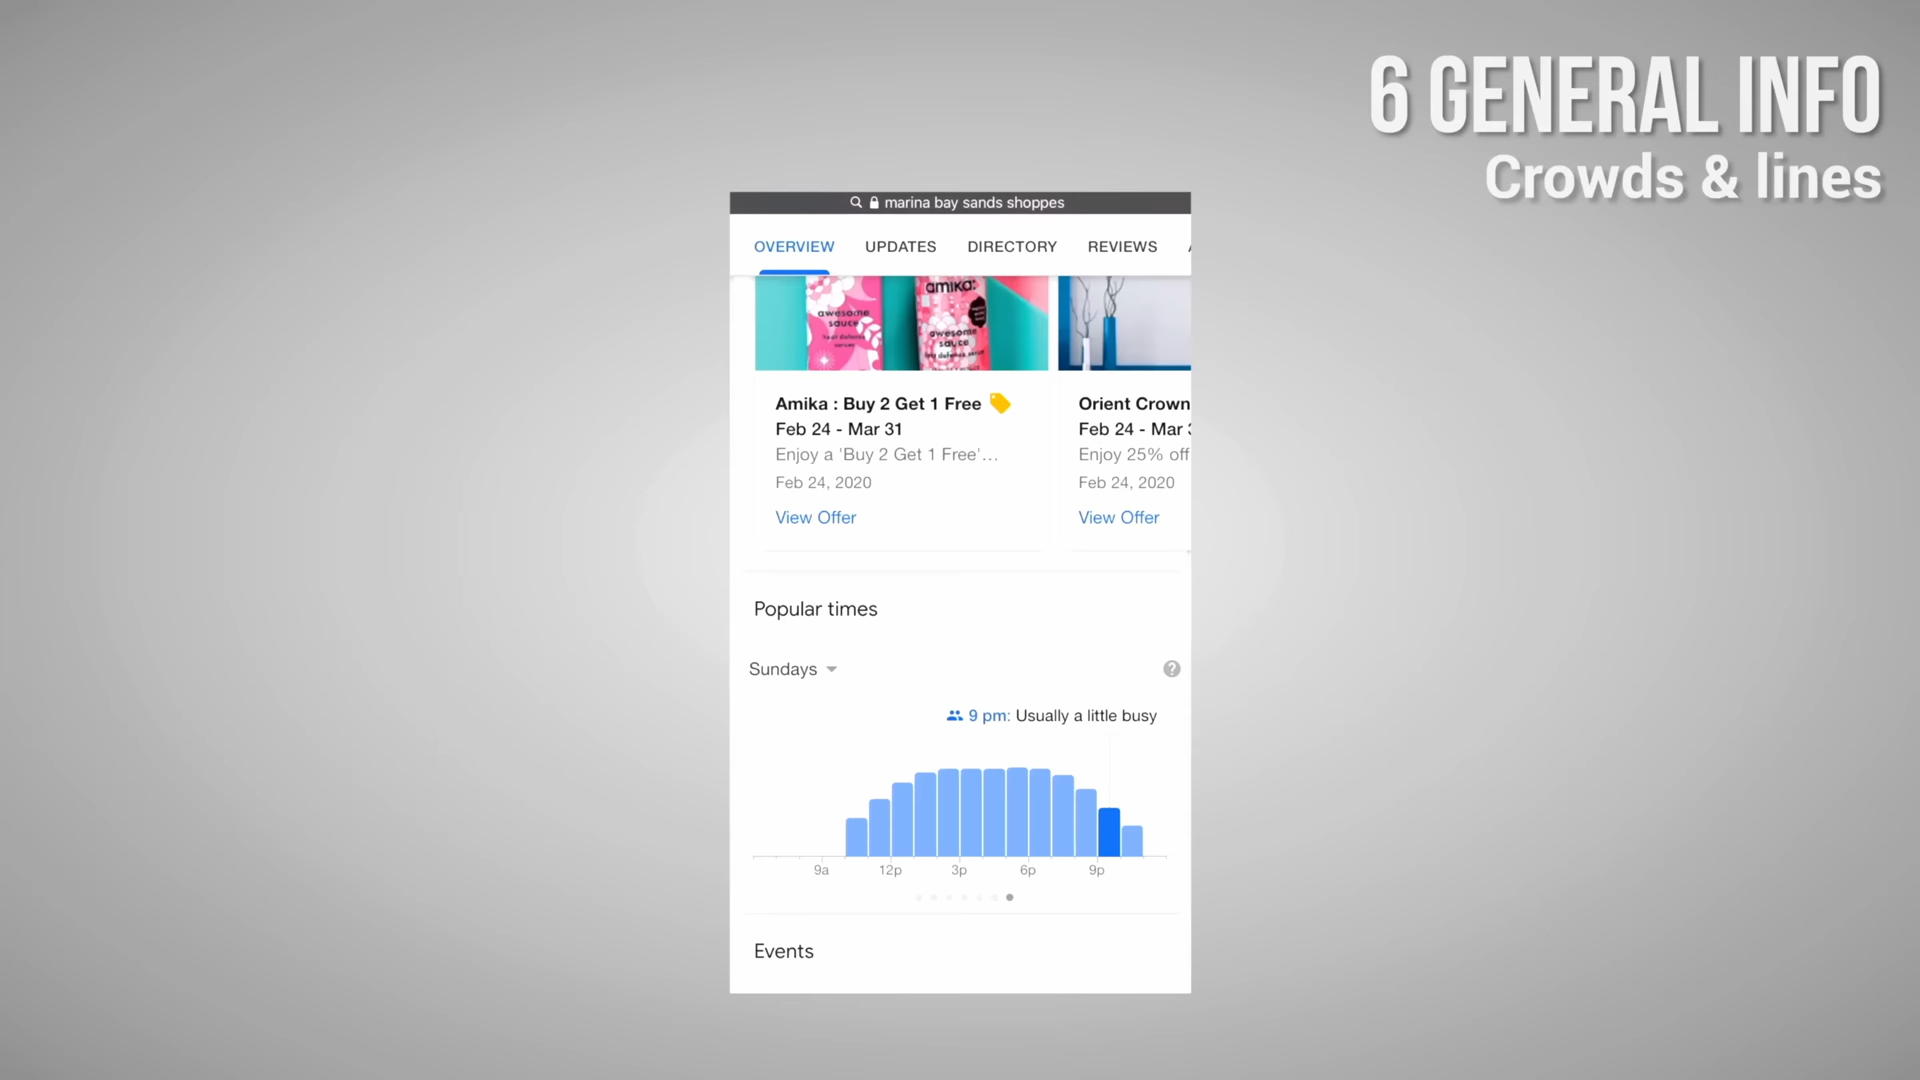 6 GENERAL INFO
Crowds & lines
marina bay sands shoppes
OVERVIEW UPDATES DIRECTORY REVIEWS
amika:
awesome
sauce
awesome
sauce
Amika : Buy 2 Get 1 Free
Feb 24 - Mar 31
Enjoy a 'Buy 2 Get 1 Free'...
Feb 24, 2020
View Offer
Orient Crown
Feb 24 - Mar
Enjoy 25% off
Feb 24, 2020
View Offer
Popular times
Sundays
?
9 pm: Usually a little busy
9a 12p 3p 6p 9p
Events